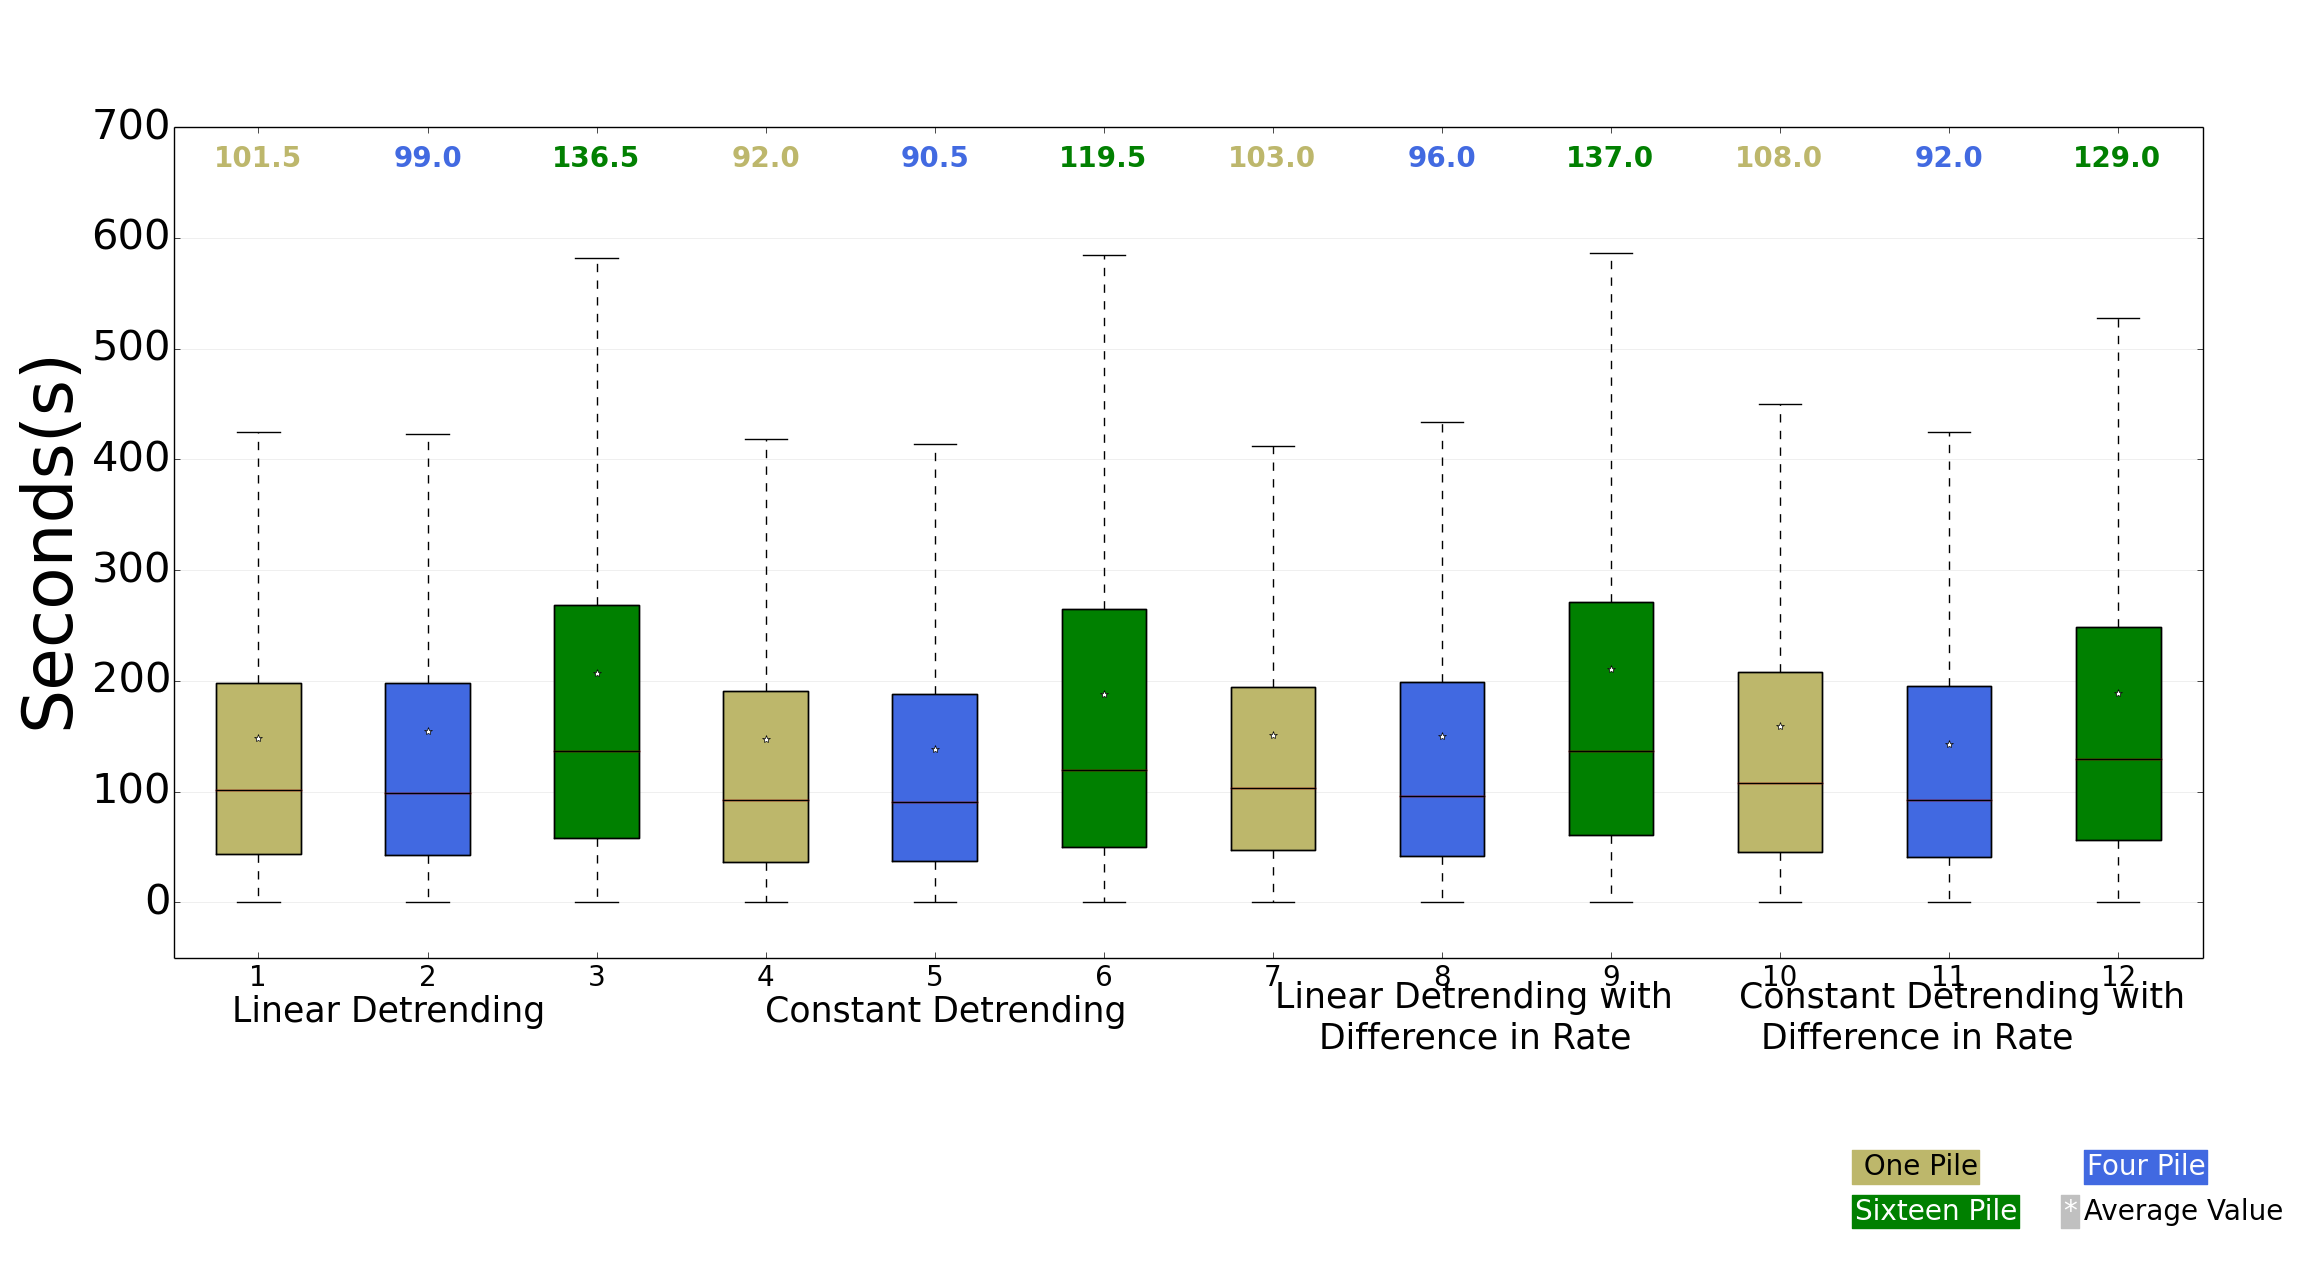 700
101.5 99.0 136.5 92.0 90.5 119.5 103.0 96.0 137.0 108.0 92.0 129.0
600
500
400
300
200
100
0
Seconds(s)
1 2 3 4 5 6 7 8 9 10 11 12
Linear Detrending
Constant Detrending
Linear Detrending with
Difference in Rate
Constant Detrending with
Difference in Rate
One Pile
Four Pile
Sixteen Pile
* Average Value